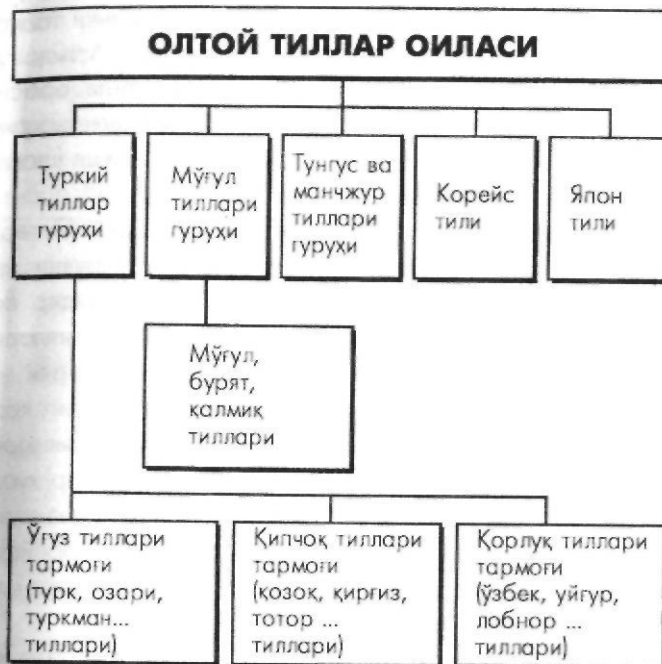 ОЛТОЙ ТИЛЛАР ОИЛАСИ
Туркий
тиллар
гуруҳи
Мўғул
тиллари
гуруҳи
Тунгус ва
манчжур
тиллари
гуруҳи
Корейс
тили
Япон
тили
Мўғул,
бурят,
қалмиқ
тиллари
Ўғуз тиллари
тармоғи
(турк, озари,
туркман...
тиллари)
Қипчоқ тиллари
тармоғи
(қозоқ, қирғиз,
тотор ...
тиллари)
Қорлуқ тиллари
тармоғи
(ўзбек, уйғур,
лобнор ...
тиллари)